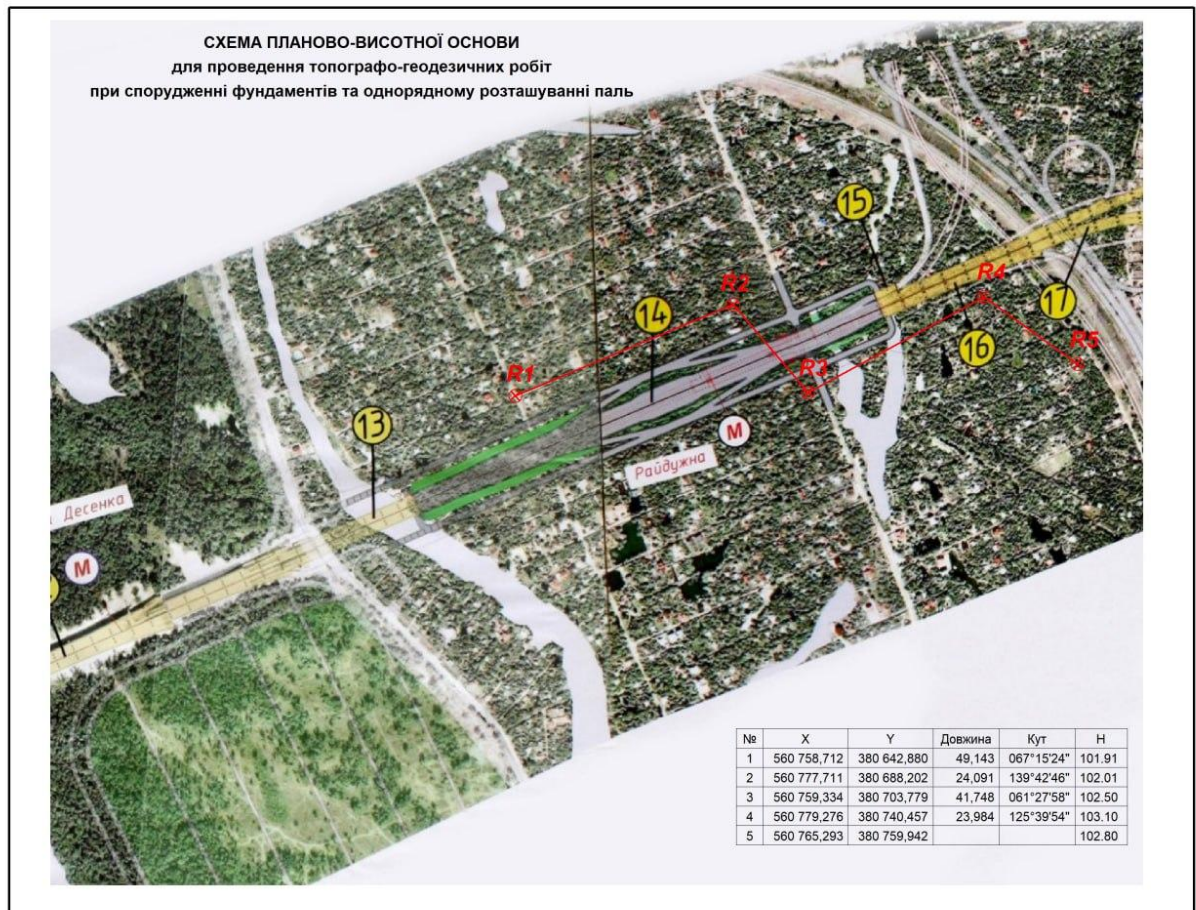 СХЕМА ПЛАНОВО-ВИСОТНОЇ ОСНОВИ
для проведення топографо-геодезичних робіт
при спорудженні фундаментів та однорядному розташуванні паль
15
R4
R2
17
14
16
R5
R3
R1
13
М
Райдужна
Десенка
М
№ X Y Довжина Кут H
1 560 758,712 380 642,880 49,143 067°15'24" 101.91
2 560 777,711 380 688,202 24,091 139°42'46" 102.01
3 560 759,334 380 703,779 41,748 061°27'58" 102.50
4 560 779,276 380 740,457 23,984 125°39'54" 103.10
5 560 765,293 380 759,942 102.80